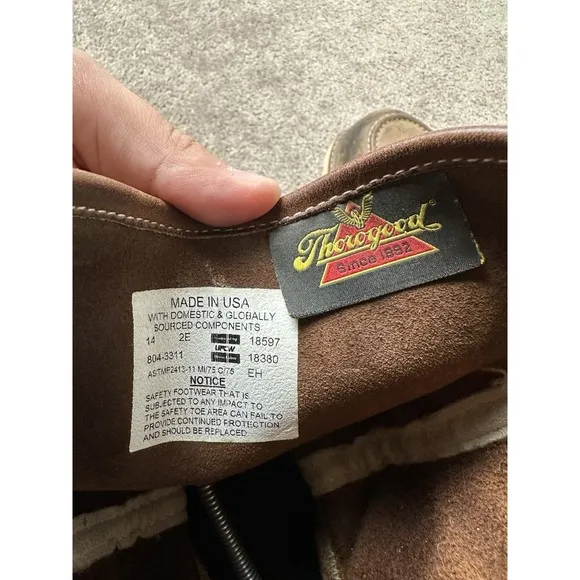 Thorogood®
Since 1892
MADE IN USA
WITH DOMESTIC & GLOBALLY
SOURCED COMPONENTS
14 2E 18597
UFCW
804-3311 18380
ASTMF2413-11 MI/75 C/75 EH
NOTICE
SAFETY FOOTWEAR THAT IS
SUBJECTED TO ANY IMPACT TO
THE SAFETY TOE AREA CAN FAIL TO
PROVIDE CONTINUED PROTECTION
AND SHOULD BE REPLACED